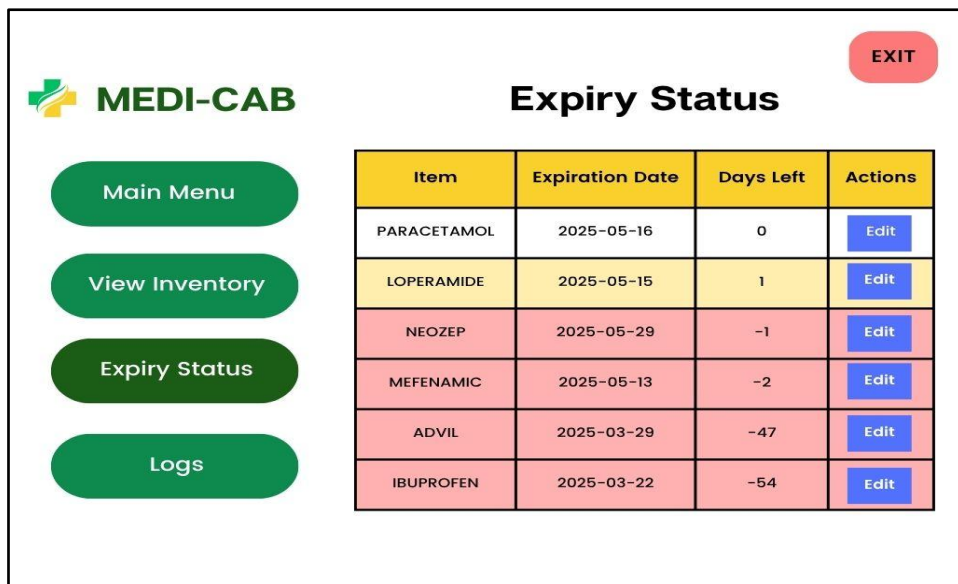 EXIT
MEDI-CAB
Expiry Status
Main Menu
View Inventory
Expiry Status
Logs
Item Expiration Date Days Left Actions
PARACETAMOL 2025-05-16 0 Edit
LOPERAMIDE 2025-05-15 1 Edit
NEOZEP 2025-05-29 -1 Edit
MEFENAMIC 2025-05-13 -2 Edit
ADVIL 2025-03-29 -47 Edit
IBUPROFEN 2025-03-22 -54 Edit